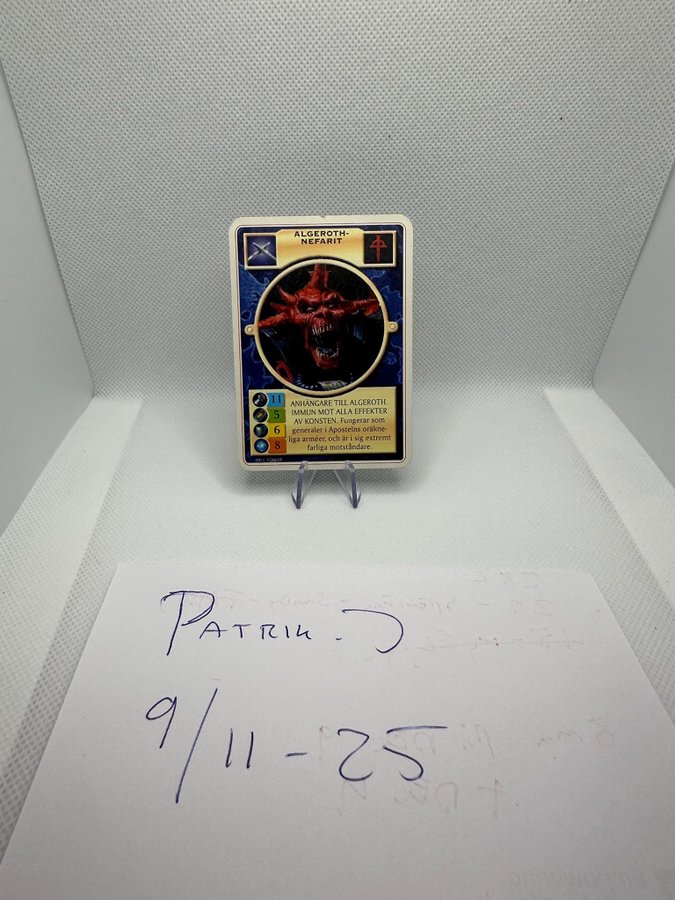 ALGEROTH-
NEFARIT
11
5
6
8
ANHÄNGARE TILL ALGEROTH.
IMMUN MOT ALLA EFFEKTER
AV KONSTEN. Fungerar som
generaler i Apostelns oräkne-
liga arméer, och är i sig extremt
farliga motståndare.
PATRIK. J
9/11-25